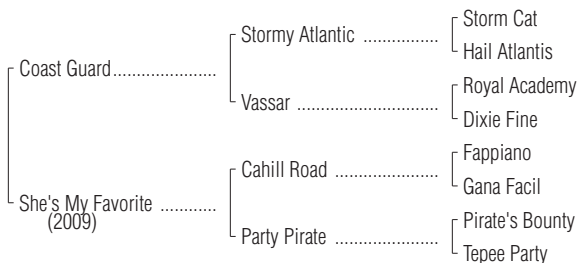 Storm Cat
Stormy Atlantic ..................
Hail Atlantis
Coast Guard......................
Royal Academy
Vassar ..................................
Dixie Fine
Fappiano
Cahill Road .........................
Gana Facil
She's My Favorite ............
(2009)
Pirate's Bounty
Party Pirate .........................
Tepee Party